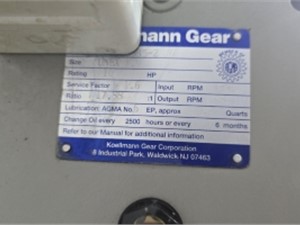 mann Gear
Size
Rating HP
Service Factor Input RPM
Ratio :1 Output RPM
Lubrication: AGMA No. EP, approx Quarts
Change Oil every 2500 hours or every 6 months
Refer to our Manual for additional information
Koellmann Gear Corporation
8 Industrial Park, Waldwick NJ 07463